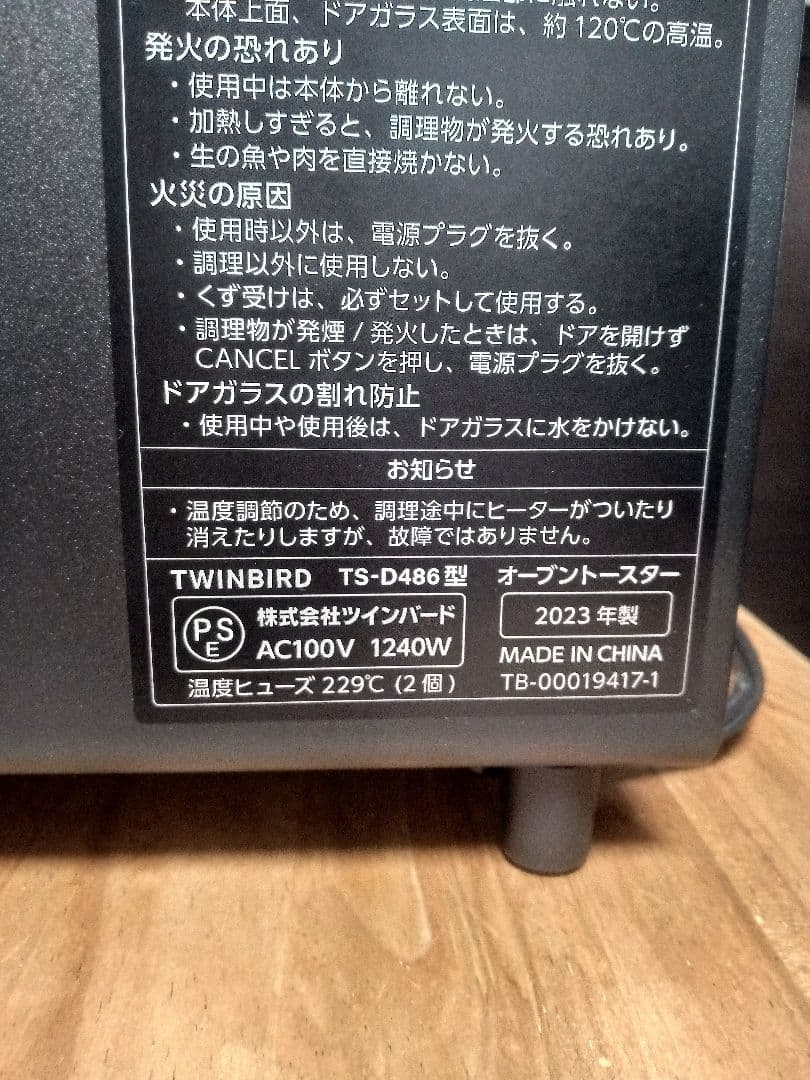 触れない。
本体上面、ドアガラス表面は、約120℃の高温。
発火の恐れあり
・使用中は本体から離れない。
・加熱しすぎると、調理物が発火する恐れあり。
・生の魚や肉を直接焼かない。
火災の原因
・使用時以外は、電源プラグを抜く。
・調理以外に使用しない。
・くず受けは、必ずセットして使用する。
・調理物が発煙/発火したときは、ドアを開けず
CANCEL ボタンを押し、電源プラグを抜く。
ドアガラスの割れ防止
・使用中や使用後は、ドアガラスに水をかけない。
お知らせ
・温度調節のため、調理途中にヒーターがついたり
消えたりしますが、故障ではありません。
TWINBIRD TS-D486型 オーブントースター
PSE 株式会社ツインバード 2023年製
AC100V 1240W MADE IN CHINA
温度ヒューズ 229℃ (2個) TB-00019417-1